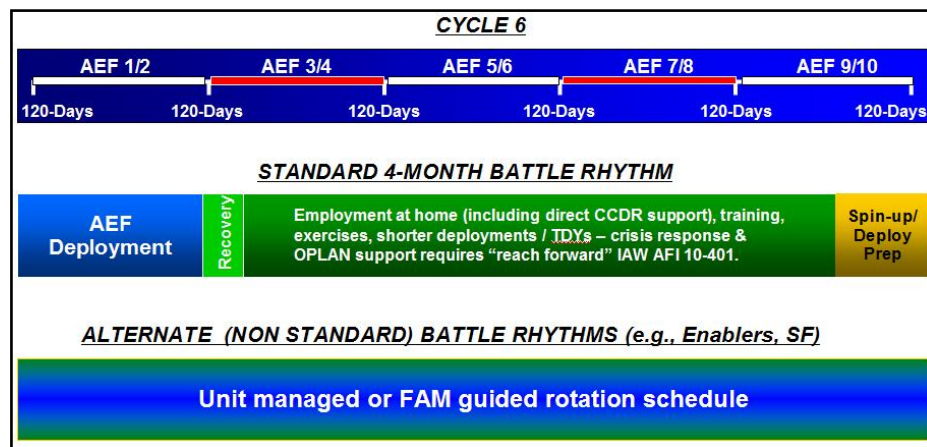 CYCLE 6
AEF 1/2 AEF 3/4 AEF 5/6 AEF 7/8 AEF 9/10
120-Days 120-Days 120-Days 120-Days 120-Days 120-Days
STANDARD 4-MONTH BATTLE RHYTHM
AEF
Deployment
Recovery
Employment at home (including direct CCDR support), training,
exercises, shorter deployments / TDYs – crisis response &
OPLAN support requires “reach forward” IAW AFI 10-401.
Spin-up/
Deploy
Prep
ALTERNATE (NON STANDARD) BATTLE RHYTHMS (e.g., Enablers, SF)
Unit managed or FAM guided rotation schedule